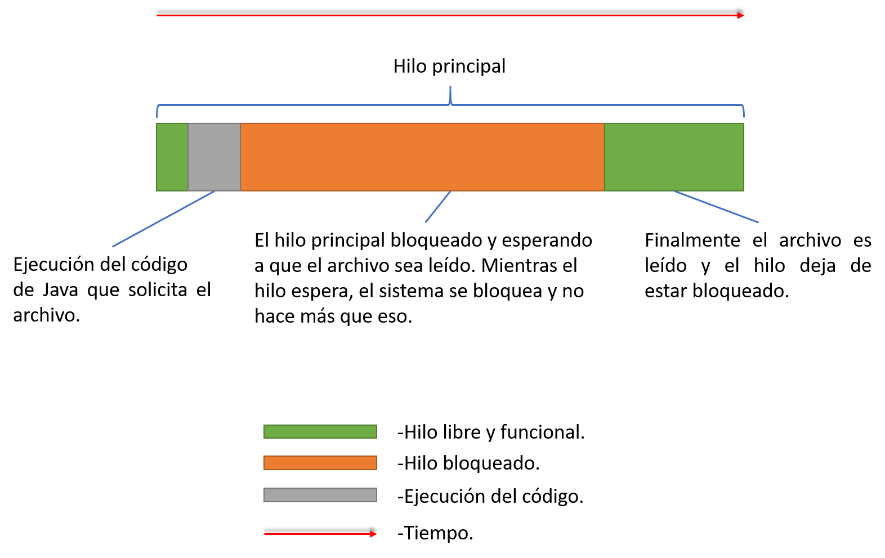 Hilo principal
Ejecución del código
de Java que solicita el
archivo.
El hilo principal bloqueado y esperando
a que el archivo sea leído. Mientras el
hilo espera, el sistema se bloquea y no
hace más que eso.
Finalmente el archivo es
leído y el hilo deja de
estar bloqueado.
-Hilo libre y funcional.
-Hilo bloqueado.
-Ejecución del código.
-Tiempo.